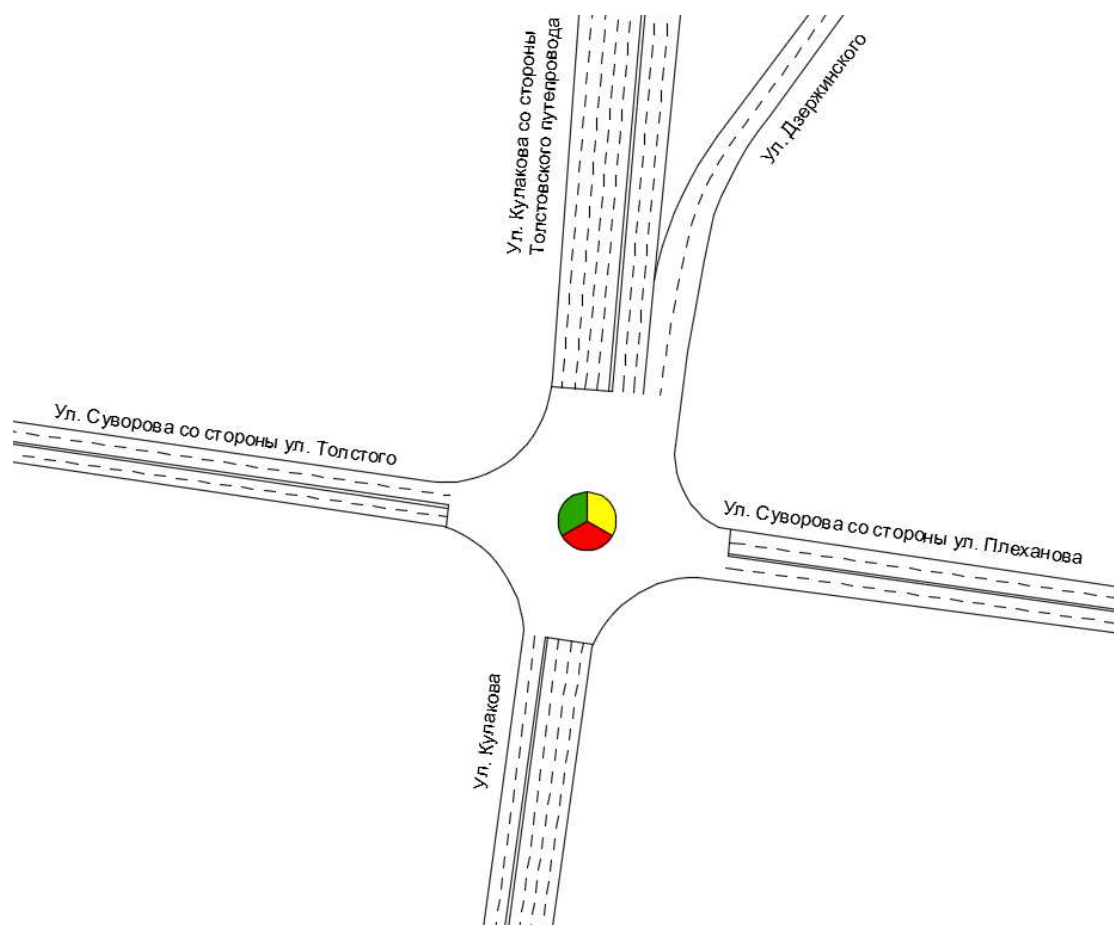 Ул. Кулакова со стороны
Толстовского путепровода
Ул. Дзержинского
Ул. Суворова со стороны ул. Толстого
Ул. Суворова со стороны ул. Плеханова
Ул. Кулакова